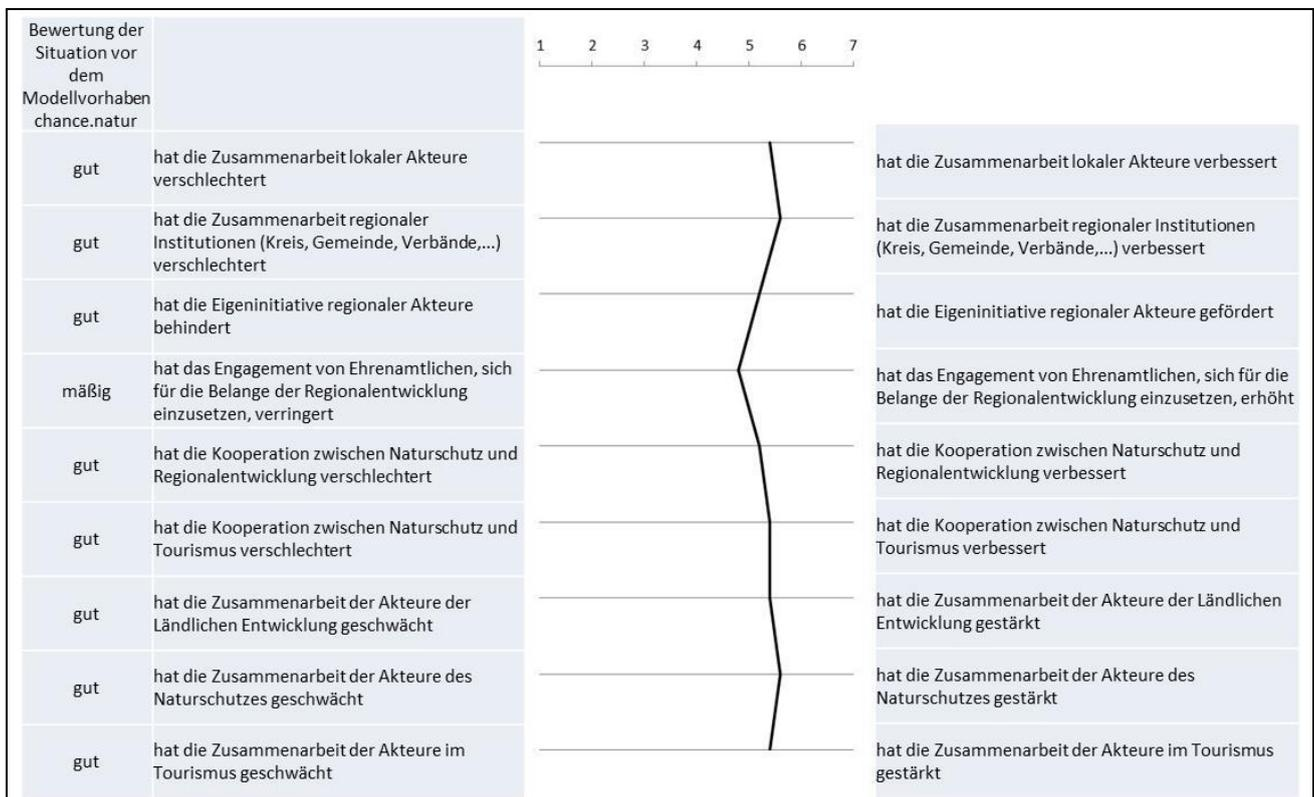 Bewertung der
Situation vor
dem
Modellvorhaben
chance.natur
1 2 3 4 5 6 7
gut
hat die Zusammenarbeit lokaler Akteure
verschlechtert
hat die Zusammenarbeit lokaler Akteure verbessert
gut
hat die Zusammenarbeit regionaler
Institutionen (Kreis, Gemeinde, Verbände,...)
verschlechtert
hat die Zusammenarbeit regionaler Institutionen
(Kreis, Gemeinde, Verbände,...) verbessert
gut
hat die Eigeninitiative regionaler Akteure
behindert
hat die Eigeninitiative regionaler Akteure gefördert
mäßig
hat das Engagement von Ehrenamtlichen, sich
für die Belange der Regionalentwicklung
einzusetzen, verringert
hat das Engagement von Ehrenamtlichen, sich für die
Belange der Regionalentwicklung einzusetzen, erhöht
gut
hat die Kooperation zwischen Naturschutz und
Regionalentwicklung verschlechtert
hat die Kooperation zwischen Naturschutz und
Regionalentwicklung verbessert
gut
hat die Kooperation zwischen Naturschutz und
Tourismus verschlechtert
hat die Kooperation zwischen Naturschutz und
Tourismus verbessert
gut
hat die Zusammenarbeit der Akteure der
Ländlichen Entwicklung geschwächt
hat die Zusammenarbeit der Akteure der Ländlichen
Entwicklung gestärkt
gut
hat die Zusammenarbeit der Akteure des
Naturschutzes geschwächt
hat die Zusammenarbeit der Akteure des
Naturschutzes gestärkt
gut
hat die Zusammenarbeit der Akteure im
Tourismus geschwächt
hat die Zusammenarbeit der Akteure im Tourismus
gestärkt